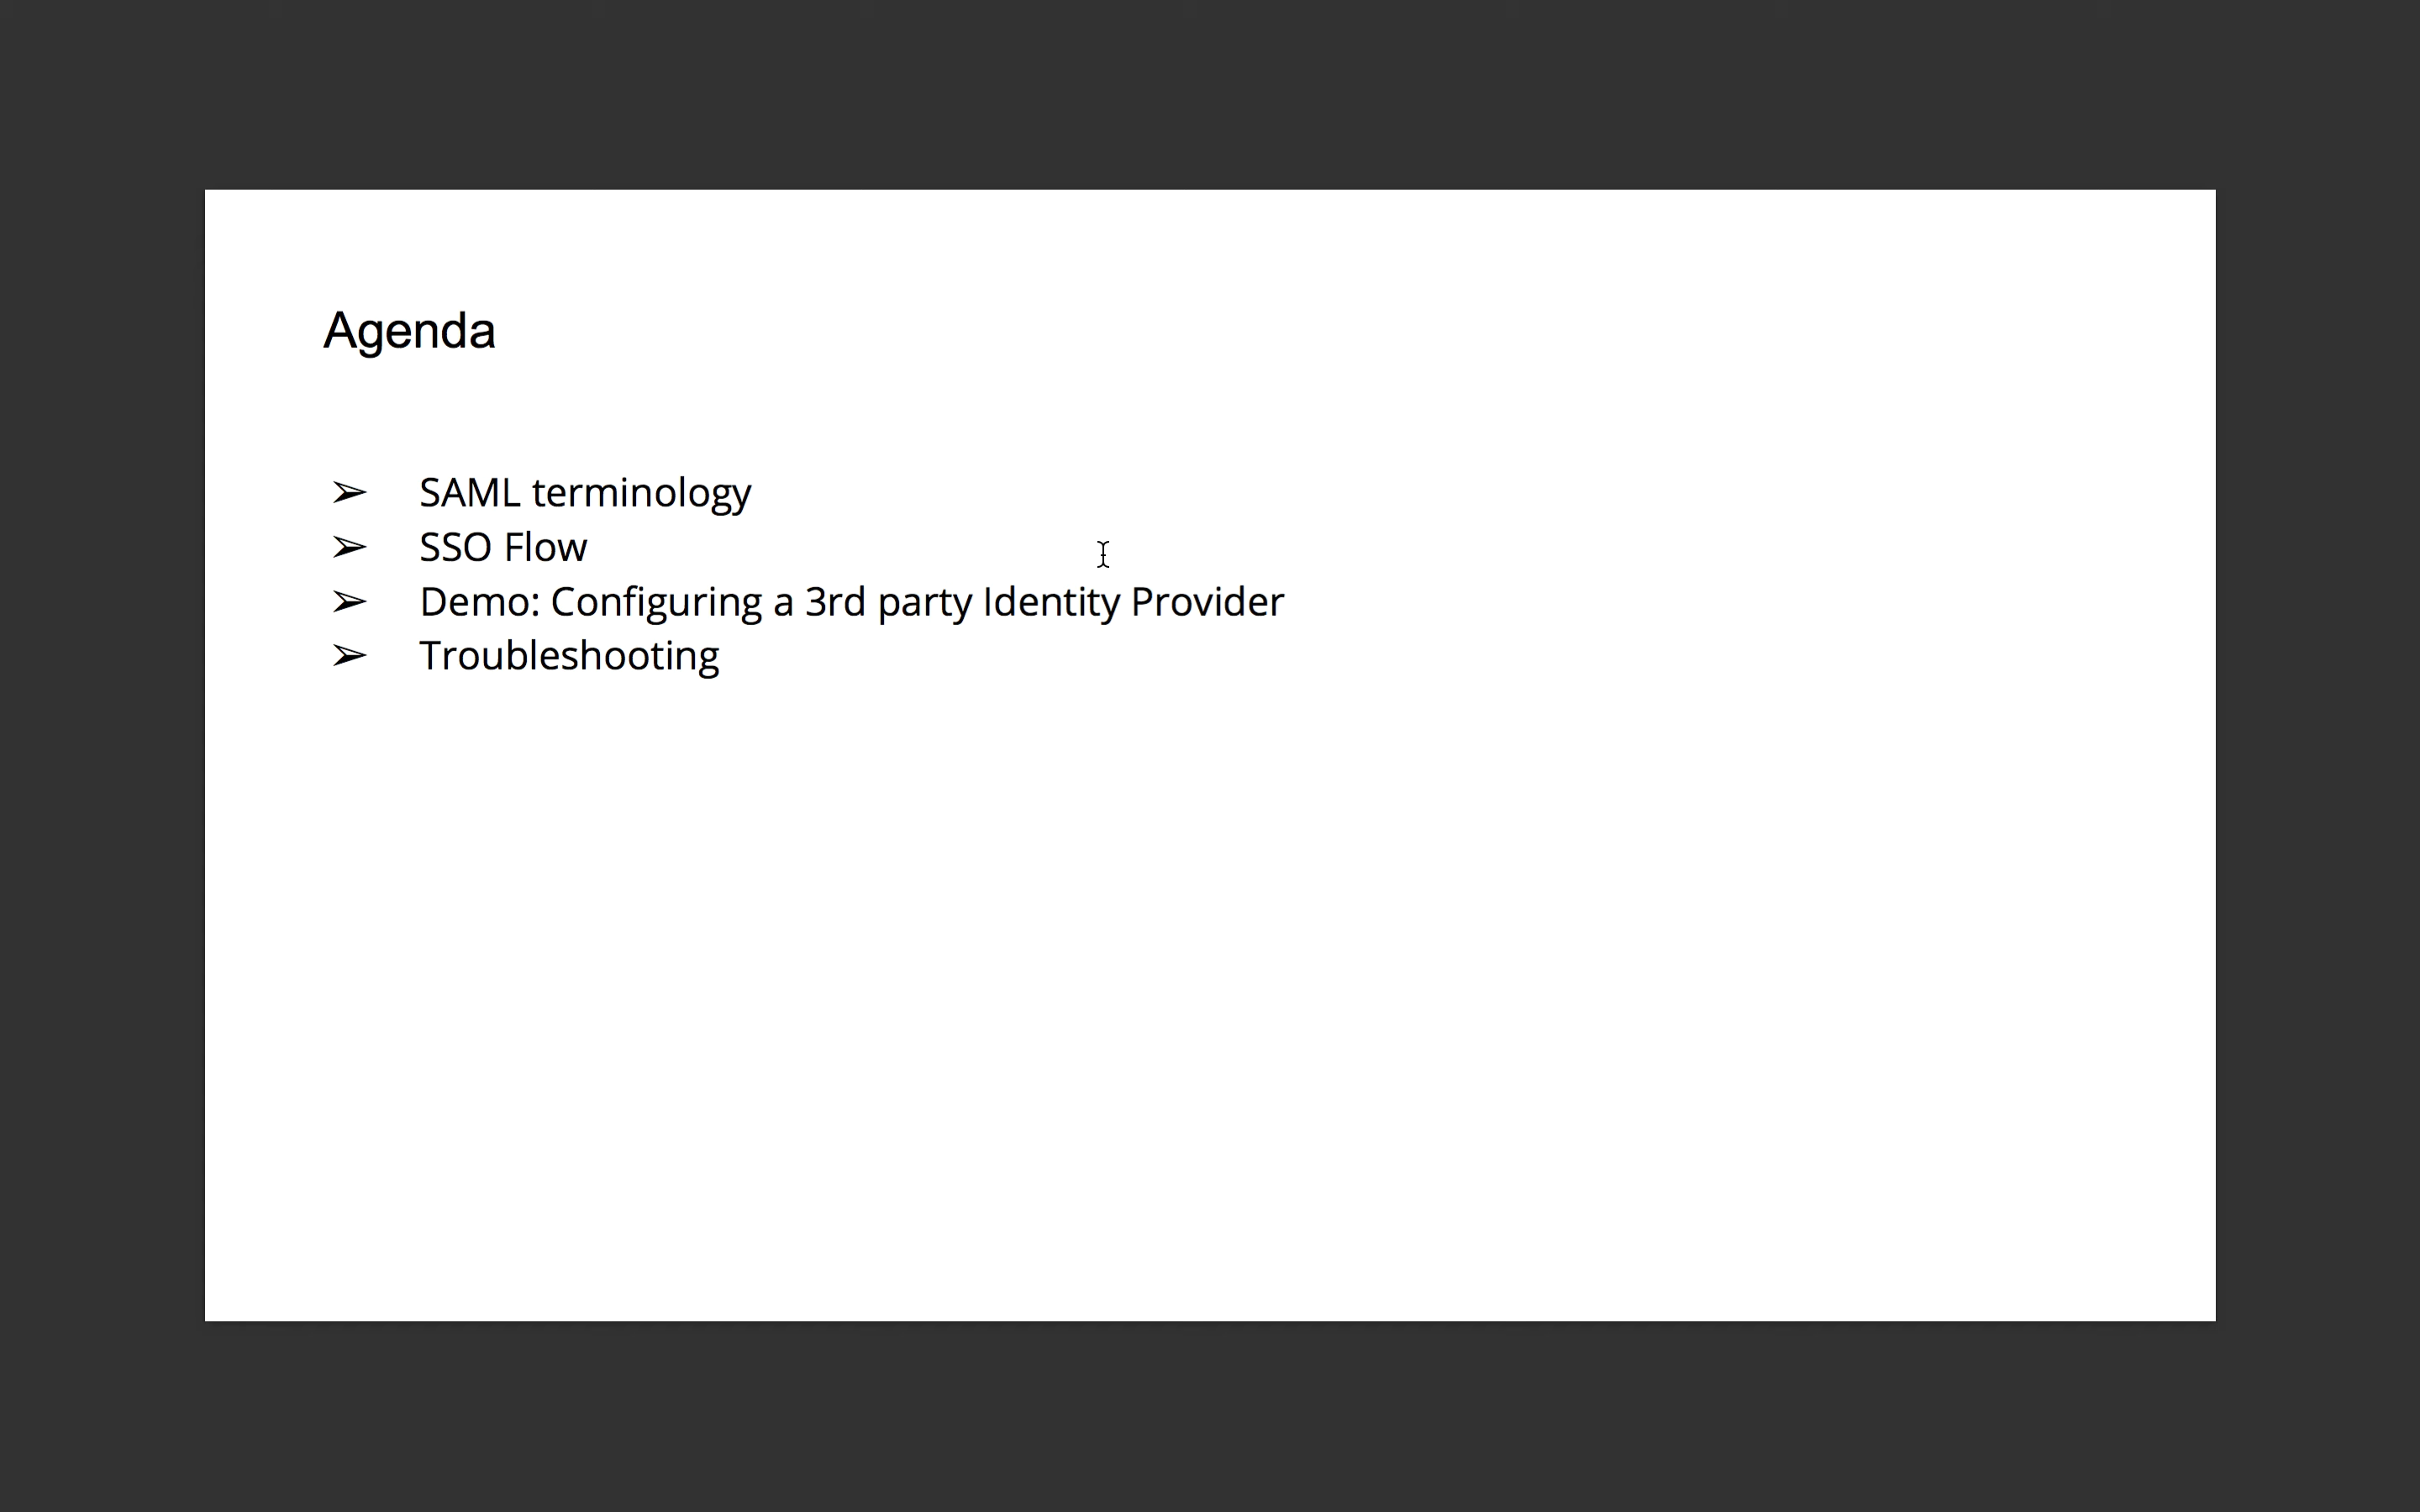 Agenda
➢ SAML terminology
➢ SSO Flow
➢ Demo: Configuring a 3rd party Identity Provider
➢ Troubleshooting